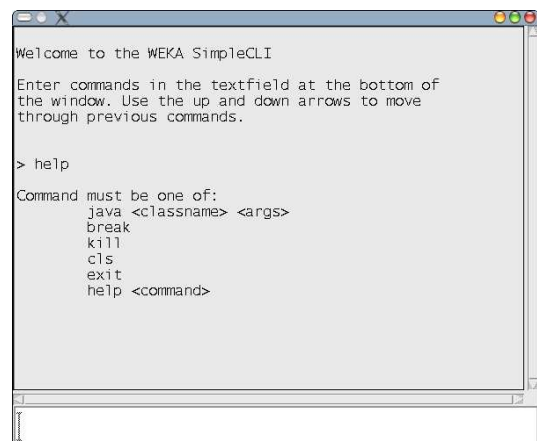 Welcome to the WEKA SimpleCLI
Enter commands in the textfield at the bottom of
the window. Use the up and down arrows to move
through previous commands.
> help
Command must be one of:
java <classname> <args>
break
kill
cls
exit
help <command>